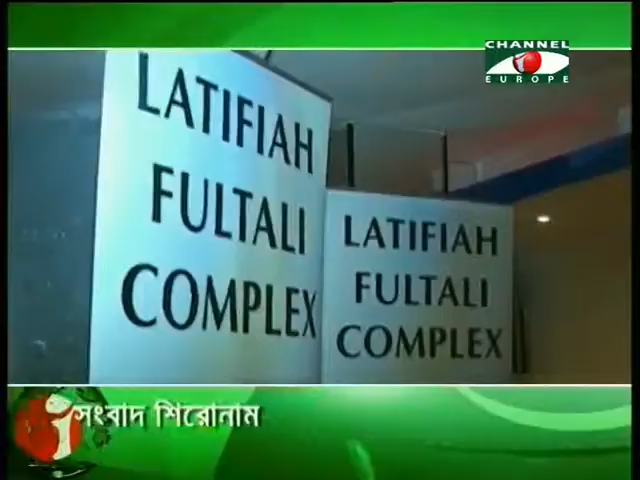 CHANNEL
i
EUROPE
LATIFIAH
FULTALI
COMPLEX
LATIFIAH
FULTALI
COMPLEX
i
সংবাদ শিরোনাম